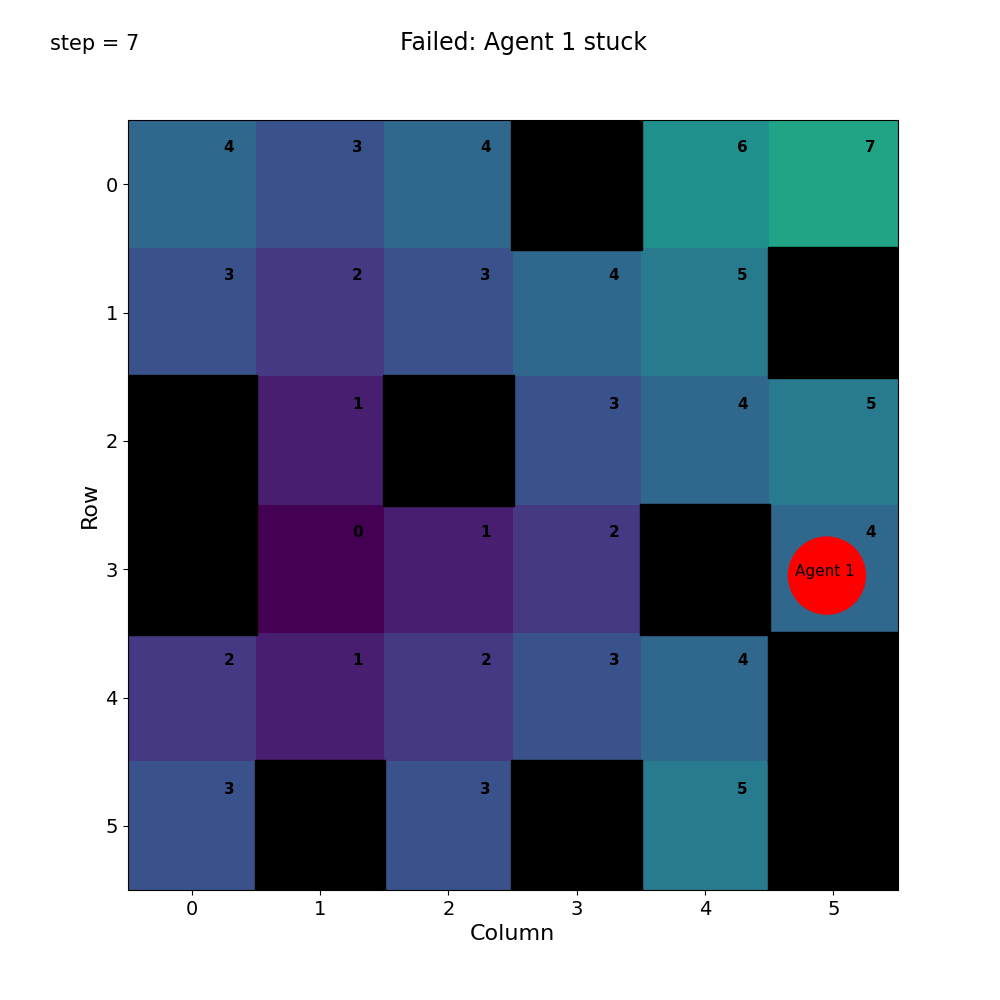 step = 7
Failed: Agent 1 stuck
4 3 4 6 7
0
3 2 3 4 5
1
1 3 4 5
2
Row
0 1 2 4
3
Agent 1
2 1 2 3 4
4
3 3 5
5
0 1 2 3 4 5
Column